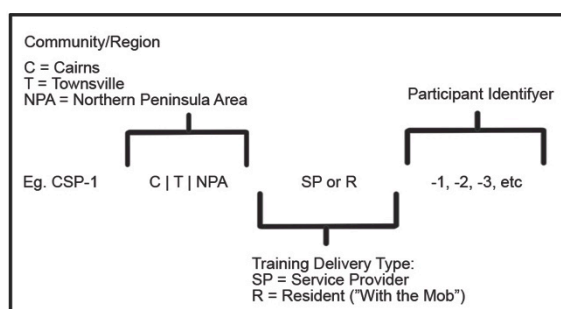 Community/Region
C = Cairns
T = Townsville
NPA = Northern Peninsula Area
Participant Identifyer
Eg. CSP-1
C | T | NPA
SP or R
-1, -2, -3, etc
Training Delivery Type:
SP = Service Provider
R = Resident ("With the Mob")